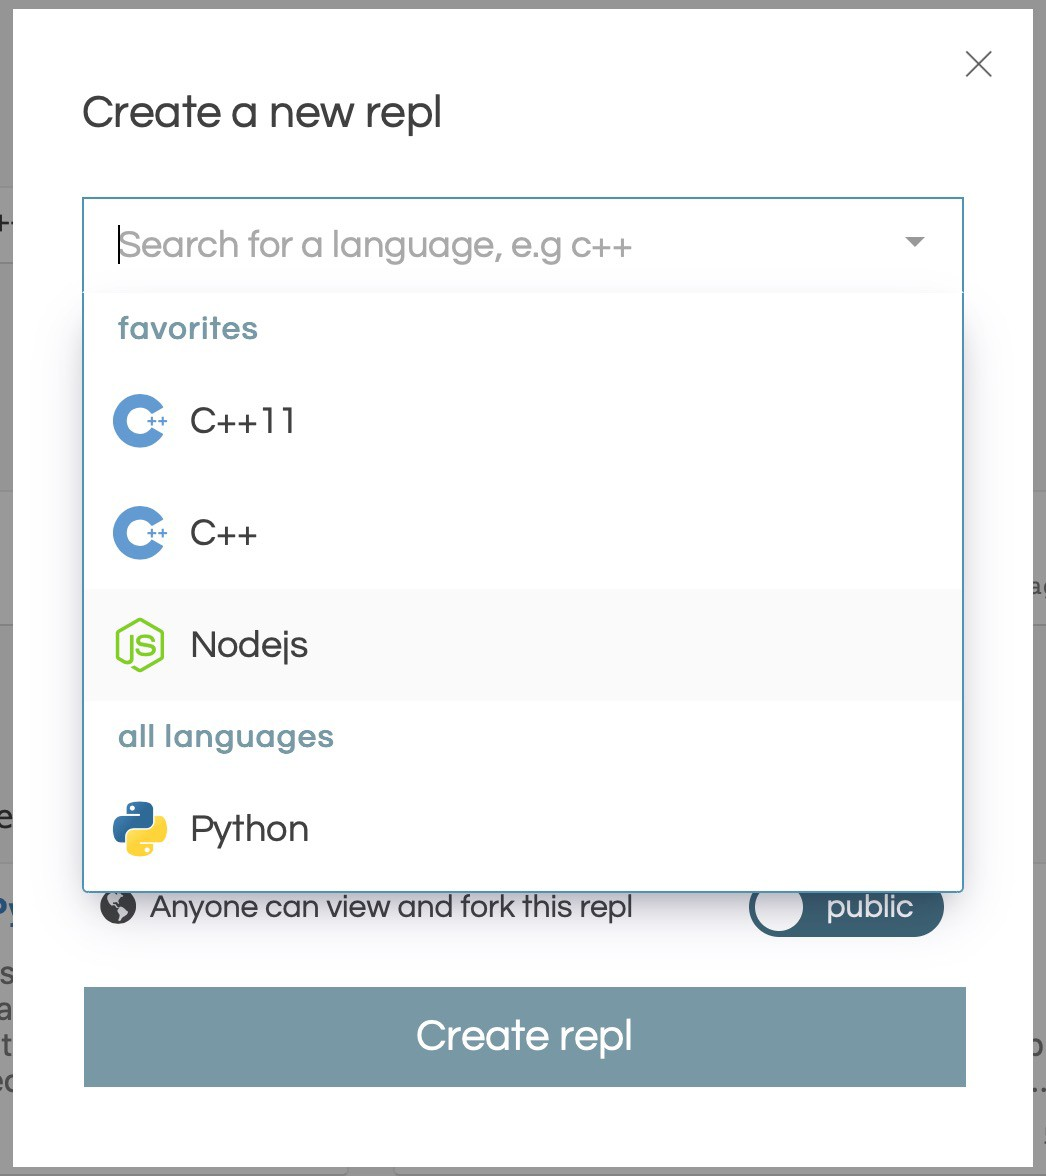 Create a new repl
Search for a language, e.g c++
favorites
C++11
C++
JS Nodejs
all languages
Python
Anyone can view and fork this repl
public
Create repl